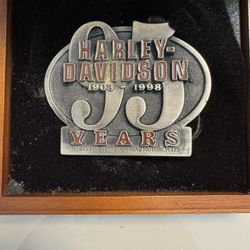 HARLEY-
DAVIDSON
95
1903 - 1998
YEARS